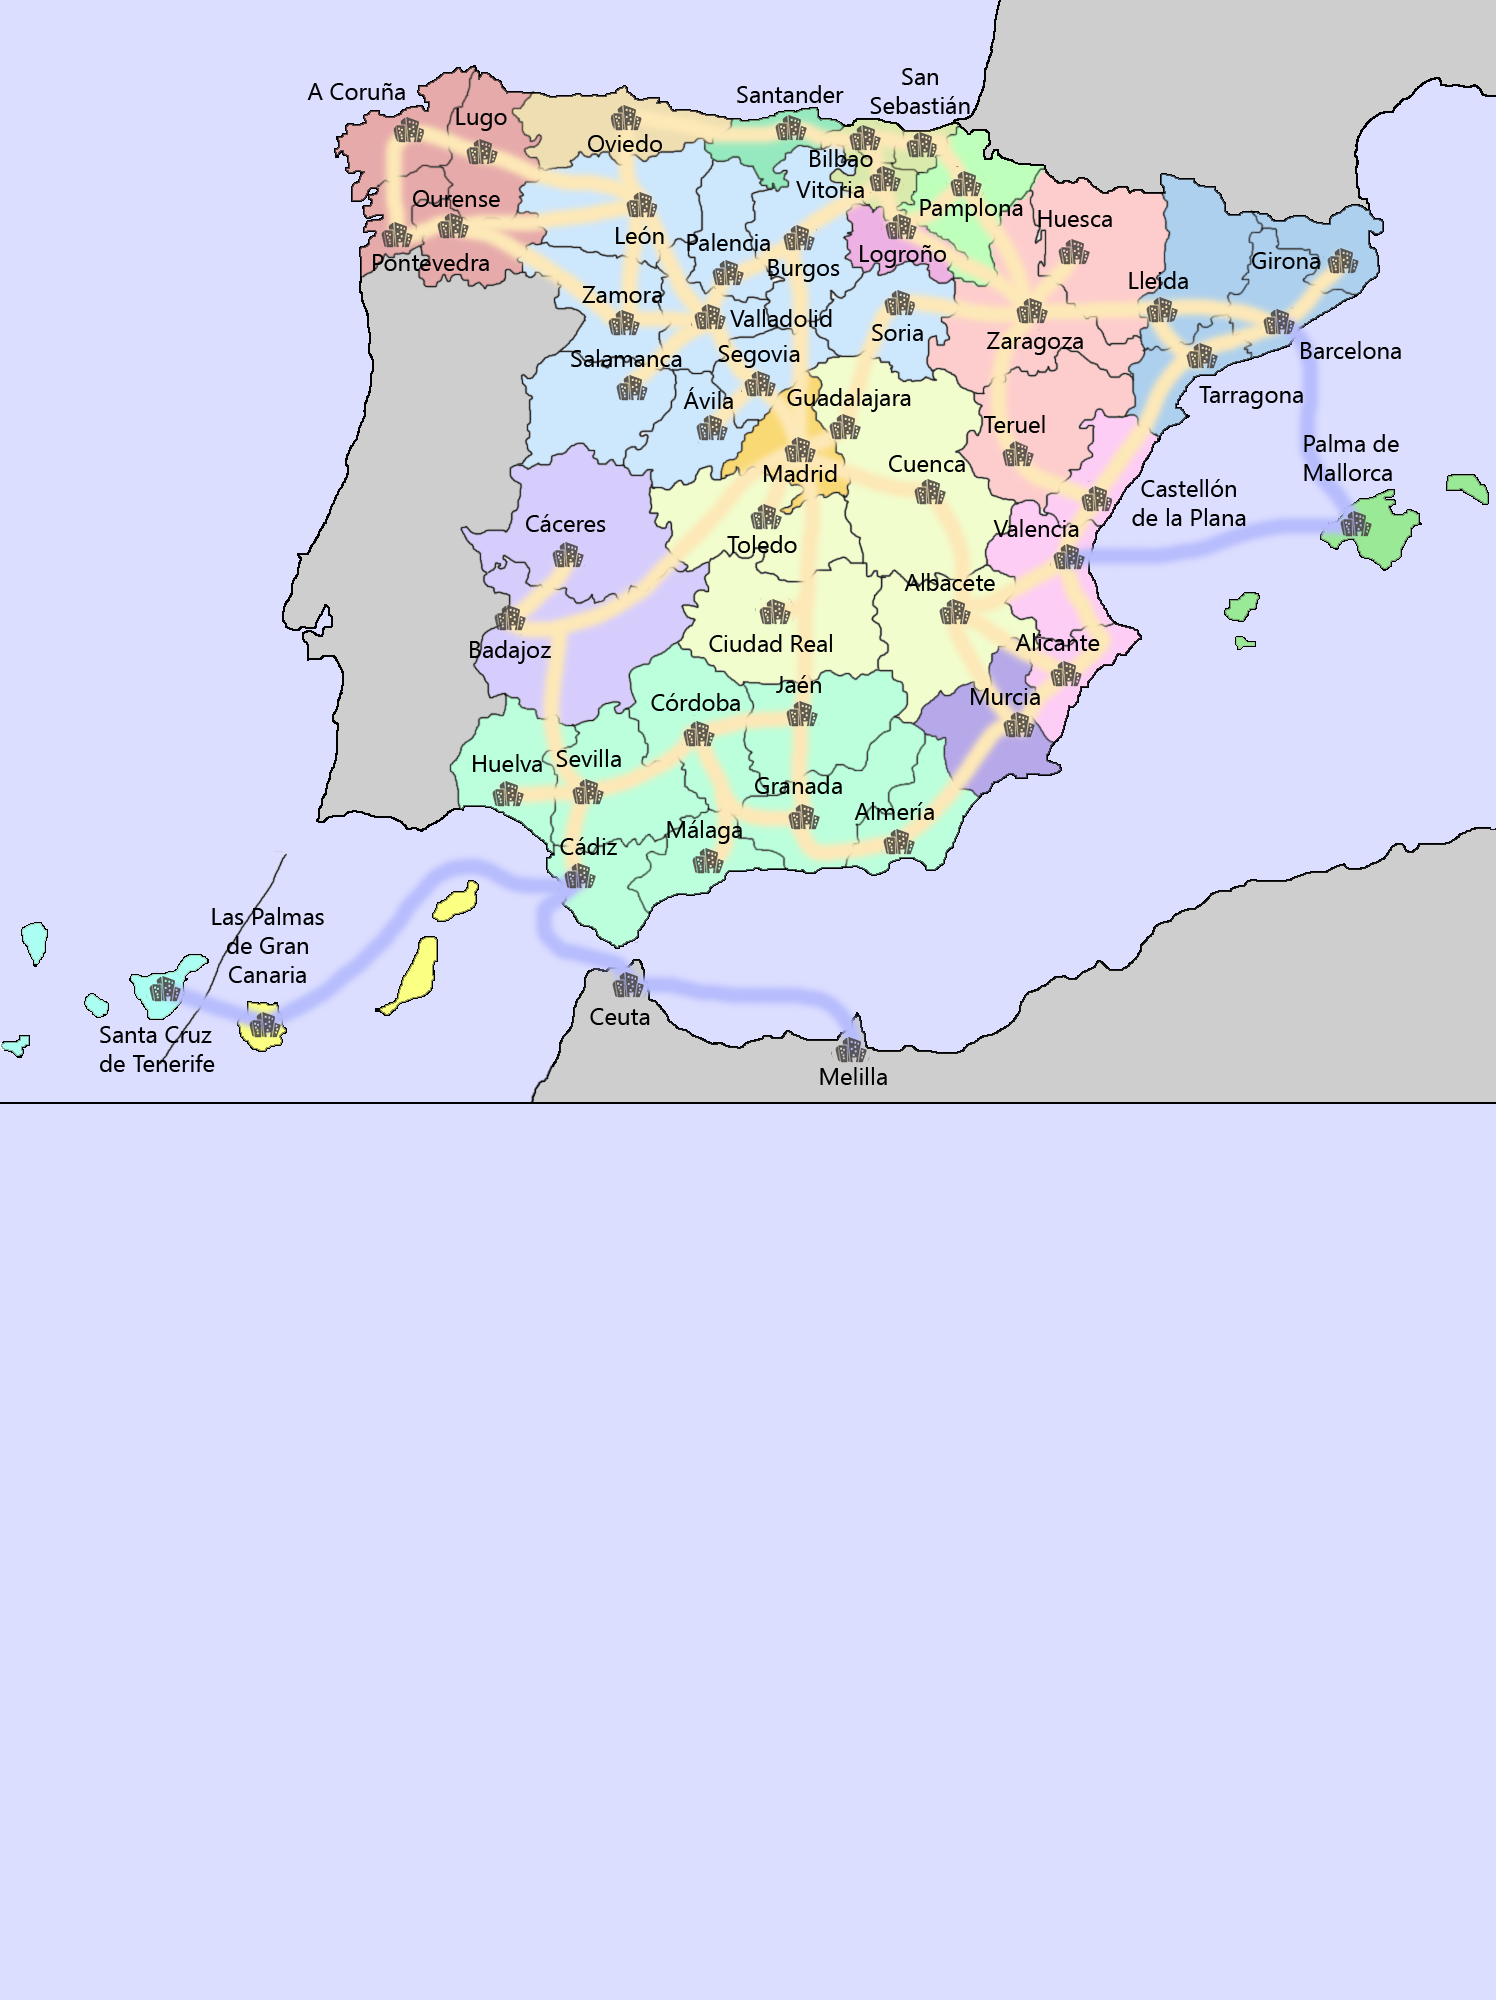 San
Sebastián
A Coruña
Santander
Lugo
Oviedo
Bilbao
Vitoria
Ourense
Pamplona
Huesca
León
Palencia
Burgos
Logroño
Pontevedra
Girona
Lleida
Zamora
Valladolid
Soria
Zaragoza
Salamanca
Segovia
Barcelona
Ávila
Guadalajara
Tarragona
Teruel
Palma de
Mallorca
Madrid
Cuenca
Castellón
de la Plana
Cáceres
Toledo
Valencia
Albacete
Badajoz
Ciudad Real
Alicante
Jaén
Murcia
Córdoba
Huelva
Sevilla
Granada
Almería
Málaga
Cádiz
Las Palmas
de Gran
Canaria
Santa Cruz
de Tenerife
Ceuta
Melilla